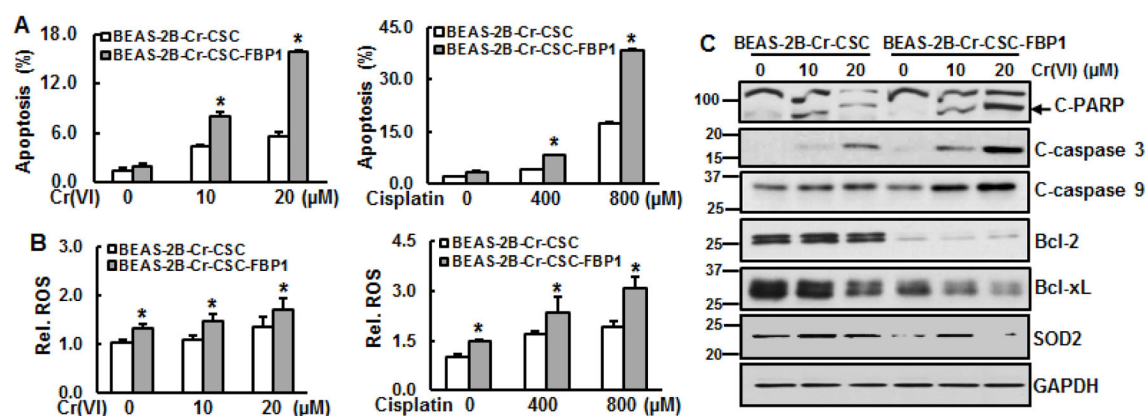 A
18.0
12.0
6.0
0.0
Apoptosis (%)
BEAS-2B-Cr-CSC
BEAS-2B-Cr-CSC-FBP1
*
*
Cr(VI) 0 10 20 (µM)
45.0
30.0
15.0
0.0
Apoptosis (%)
BEAS-2B-Cr-CSC
BEAS-2B-Cr-CSC-FBP1
*
*
Cisplatin 0 400 800 (µM)
B
3.0
2.0
1.0
0.0
Rel. ROS
BEAS-2B-Cr-CSC
BEAS-2B-Cr-CSC-FBP1
*
*
*
Cr(VI) 0 10 20 (µM)
4.5
3.0
1.5
0.0
Rel. ROS
BEAS-2B-Cr-CSC
BEAS-2B-Cr-CSC-FBP1
*
*
*
Cisplatin 0 400 800 (µM)
C
BEAS-2B-Cr-CSC BEAS-2B-Cr-CSC-FBP1
0 10 20 0 10 20 Cr(VI) (µM)
100 C-PARP
20
15
C-caspase 3
37
25
C-caspase 9
25 Bcl-2
37
25
Bcl-xL
25
20
SOD2
GAPDH